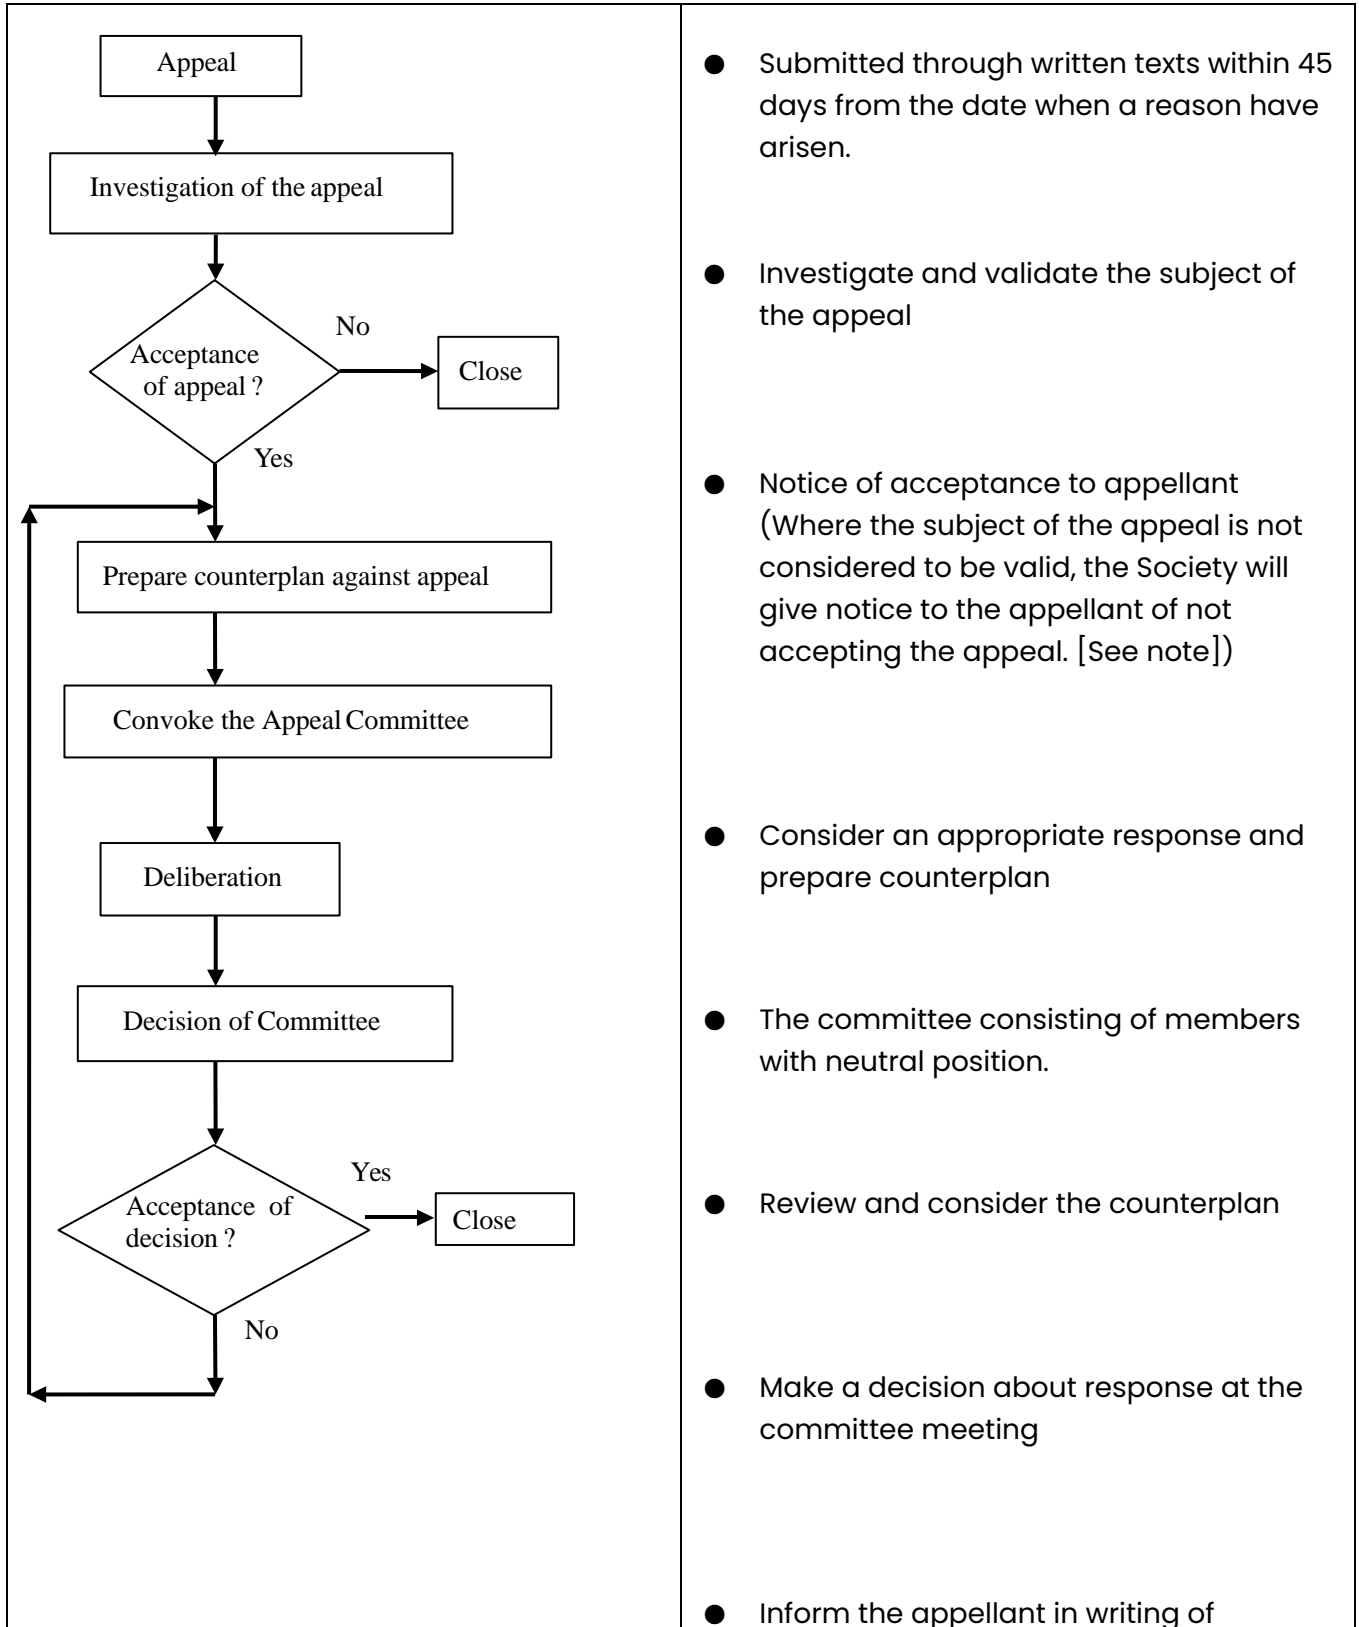 Appeal
Investigation of the appeal
No
Acceptance
of appeal ?
Close
Yes
Prepare counterplan against appeal
Convoke the Appeal Committee
Deliberation
Decision of Committee
Yes
Acceptance of
decision ?
Close
No
● Submitted through written texts within 45
days from the date when a reason have
arisen.
● Investigate and validate the subject of
the appeal
● Notice of acceptance to appellant
(Where the subject of the appeal is not
considered to be valid, the Society will
give notice to the appellant of not
accepting the appeal. [See note])
● Consider an appropriate response and
prepare counterplan
● The committee consisting of members
with neutral position.
● Review and consider the counterplan
● Make a decision about response at the
committee meeting
● Inform the appellant in writing of